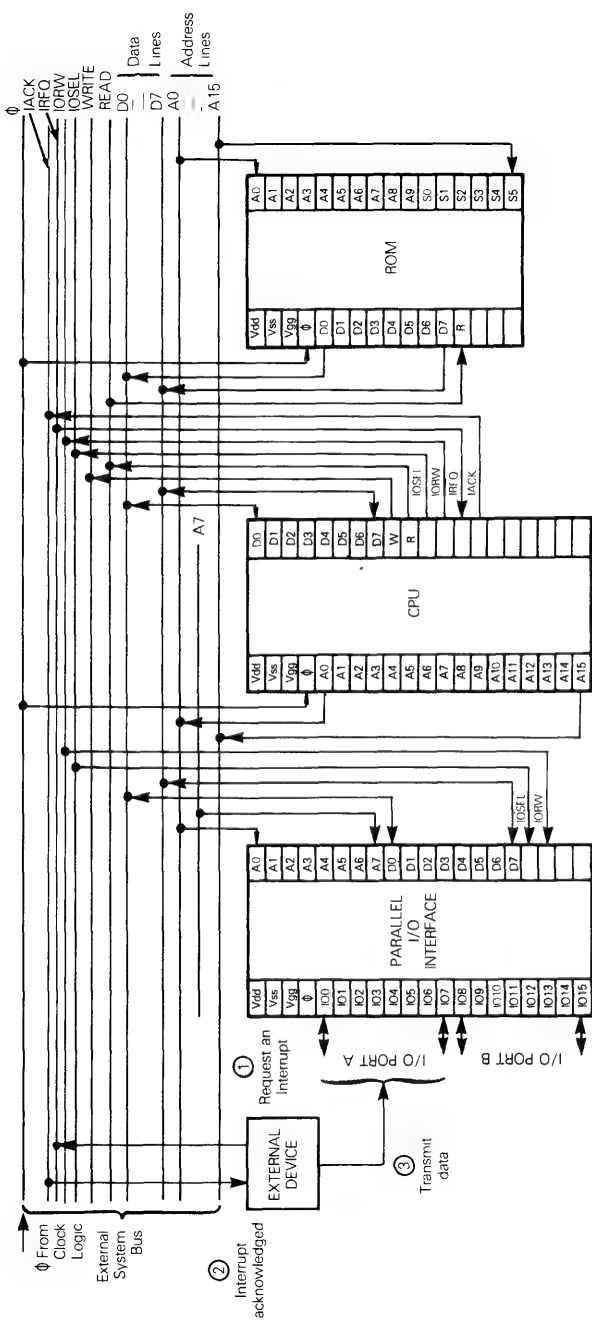 Φ
IACK
IREQ
IORW
IOSEL
WRITE
READ
D0
Data
Lines
D7
A0
Address
Lines
A15
Φ From
Clock
Logic
External
System
Bus
A7
② Interrupt
acknowledged
① Request an
Interrupt
EXTERNAL
DEVICE
③ Transmit
data
I/O PORT A
I/O PORT B
Vdd
Vss
Vgg
Φ
IO0
IO1
IO2
IO3
IO4
IO5
IO6
IO7
IO8
IO9
IO10
IO11
IO12
IO13
IO14
IO15
PARALLEL
I/O
INTERFACE
A0
A1
A2
A3
A4
A5
A6
A7
D0
D1
D2
D3
D4
D5
D6
D7
IOSEL
IORW
Vdd
Vss
Vgg
Φ
A0
A1
A2
A3
A4
A5
A6
A7
A8
A9
A10
A11
A12
A13
A14
A15
CPU
D0
D1
D2
D3
D4
D5
D6
D7
W
R
IOSEL
IORW
IREQ
IACK
Vdd
Vss
Vgg
Φ
D0
D1
D2
D3
D4
D5
D6
D7
R
ROM
A0
A1
A2
A3
A4
A5
A6
A7
A8
A9
S0
S1
S2
S3
S4
S5